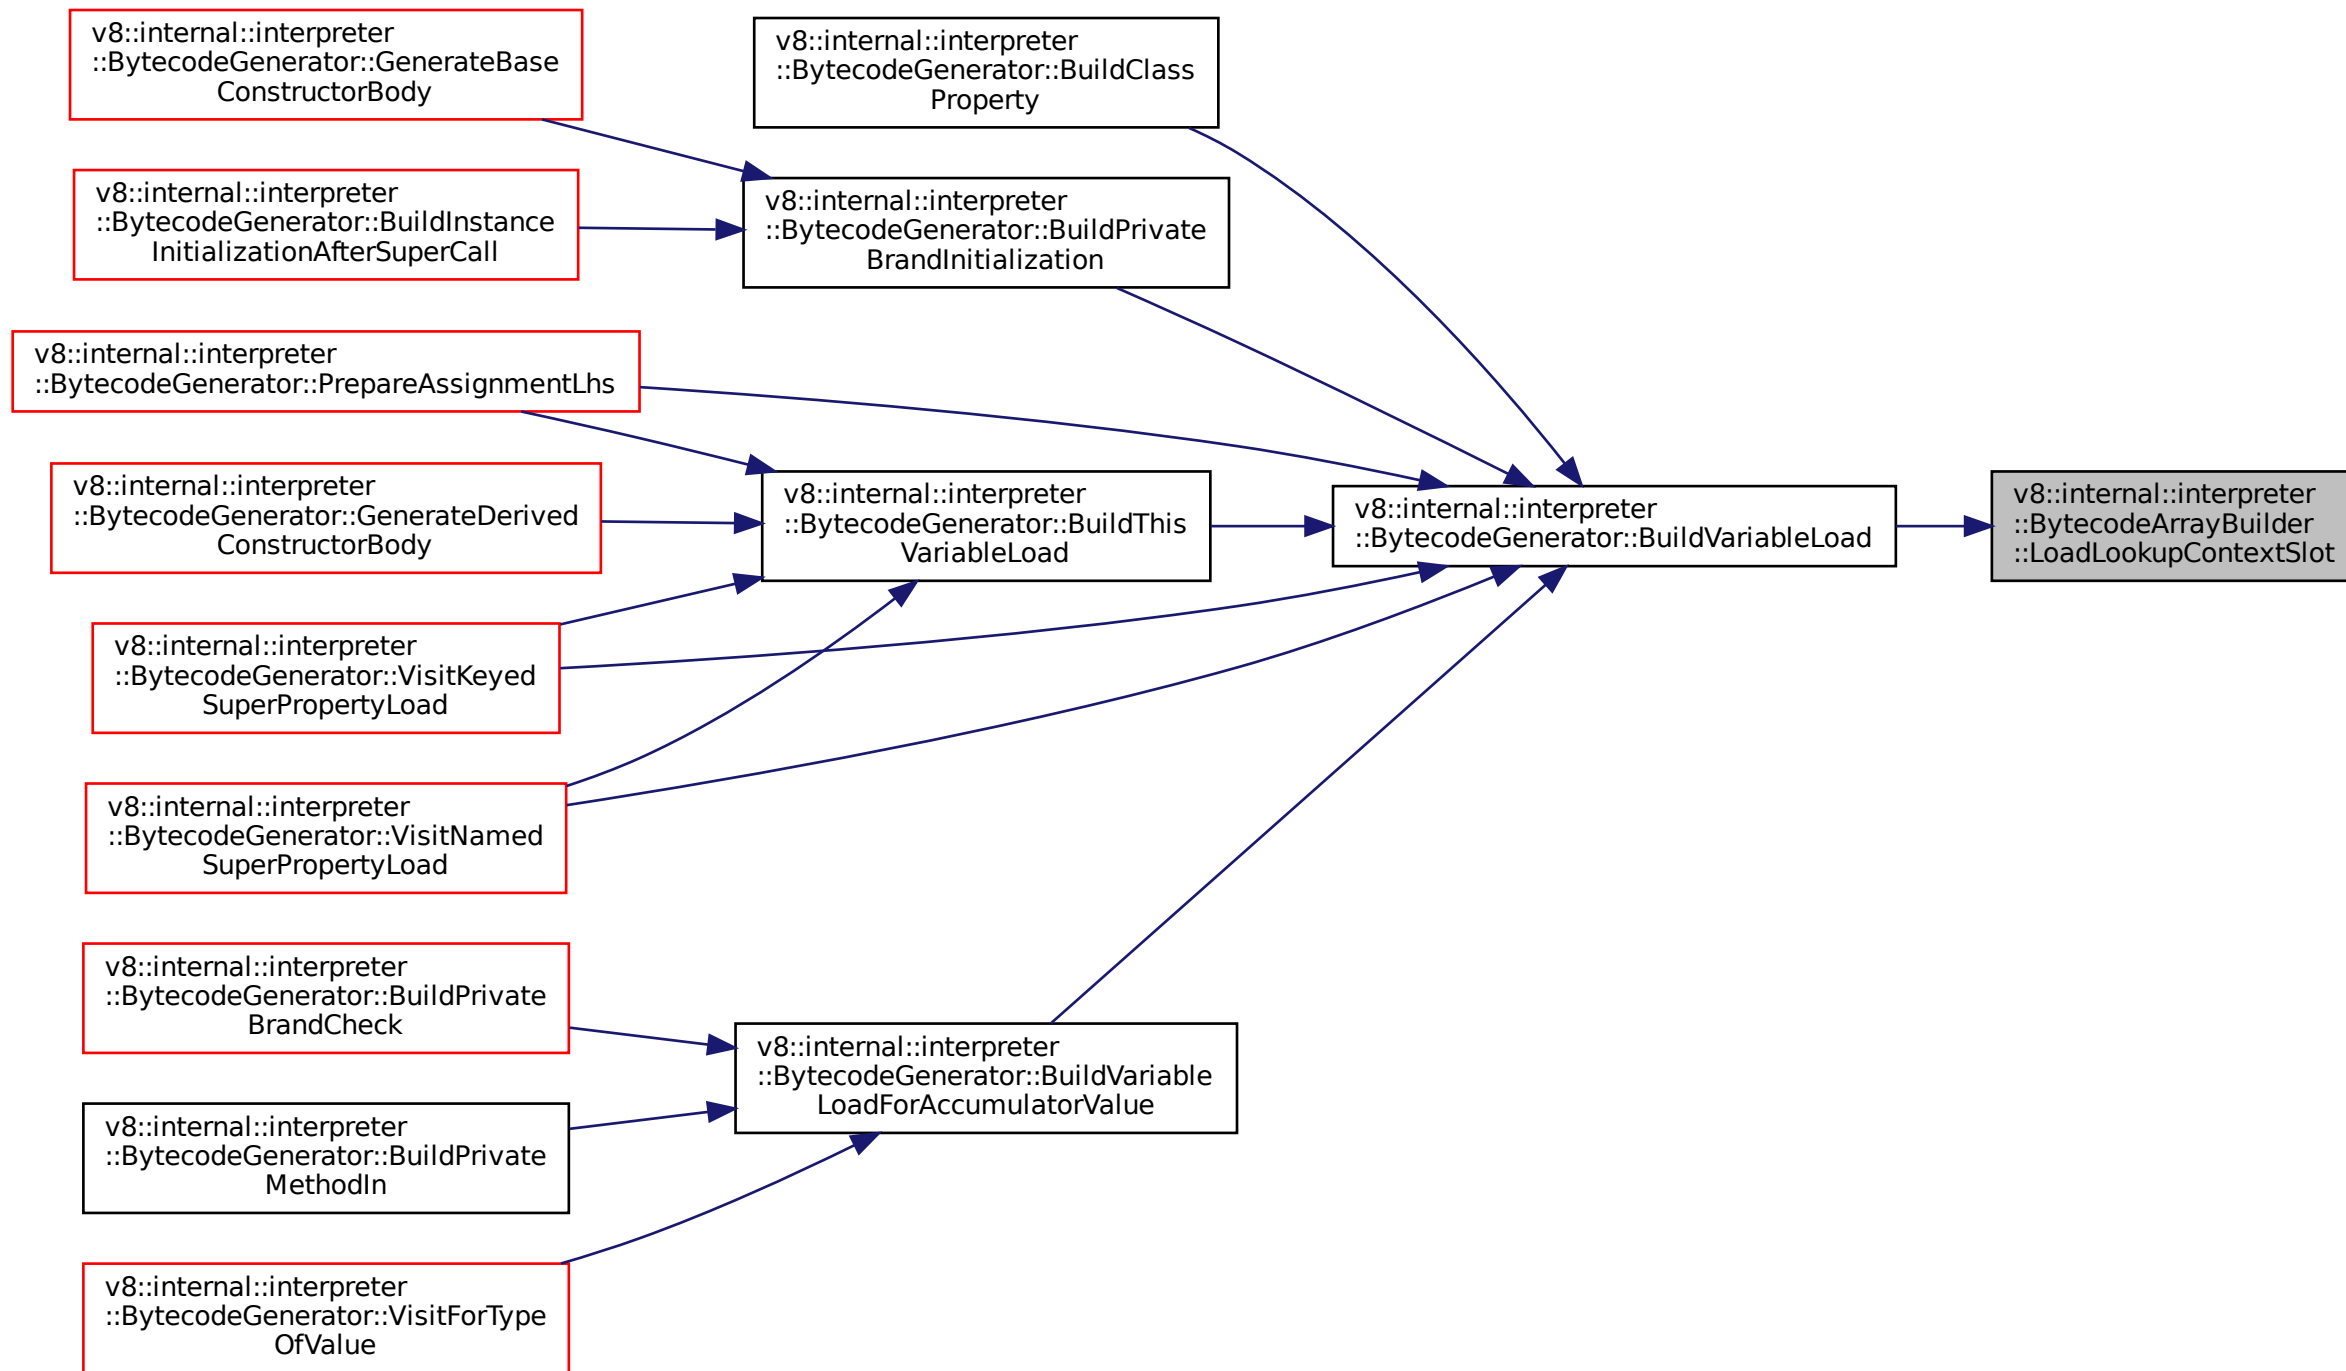 v8::internal::interpreter
::BytecodeGenerator::GenerateBase
ConstructorBody
v8::internal::interpreter
::BytecodeGenerator::BuildInstance
InitializationAfterSuperCall
v8::internal::interpreter
::BytecodeGenerator::PrepareAssignmentLhs
v8::internal::interpreter
::BytecodeGenerator::GenerateDerived
ConstructorBody
v8::internal::interpreter
::BytecodeGenerator::VisitKeyed
SuperPropertyLoad
v8::internal::interpreter
::BytecodeGenerator::VisitNamed
SuperPropertyLoad
v8::internal::interpreter
::BytecodeGenerator::BuildPrivate
BrandCheck
v8::internal::interpreter
::BytecodeGenerator::BuildPrivate
MethodIn
v8::internal::interpreter
::BytecodeGenerator::VisitForType
OfValue
v8::internal::interpreter
::BytecodeGenerator::BuildClass
Property
v8::internal::interpreter
::BytecodeGenerator::BuildPrivate
BrandInitialization
v8::internal::interpreter
::BytecodeGenerator::BuildThis
VariableLoad
v8::internal::interpreter
::BytecodeGenerator::BuildVariable
LoadForAccumulatorValue
v8::internal::interpreter
::BytecodeGenerator::BuildVariableLoad
v8::internal::interpreter
::BytecodeArrayBuilder
::LoadLookupContextSlot